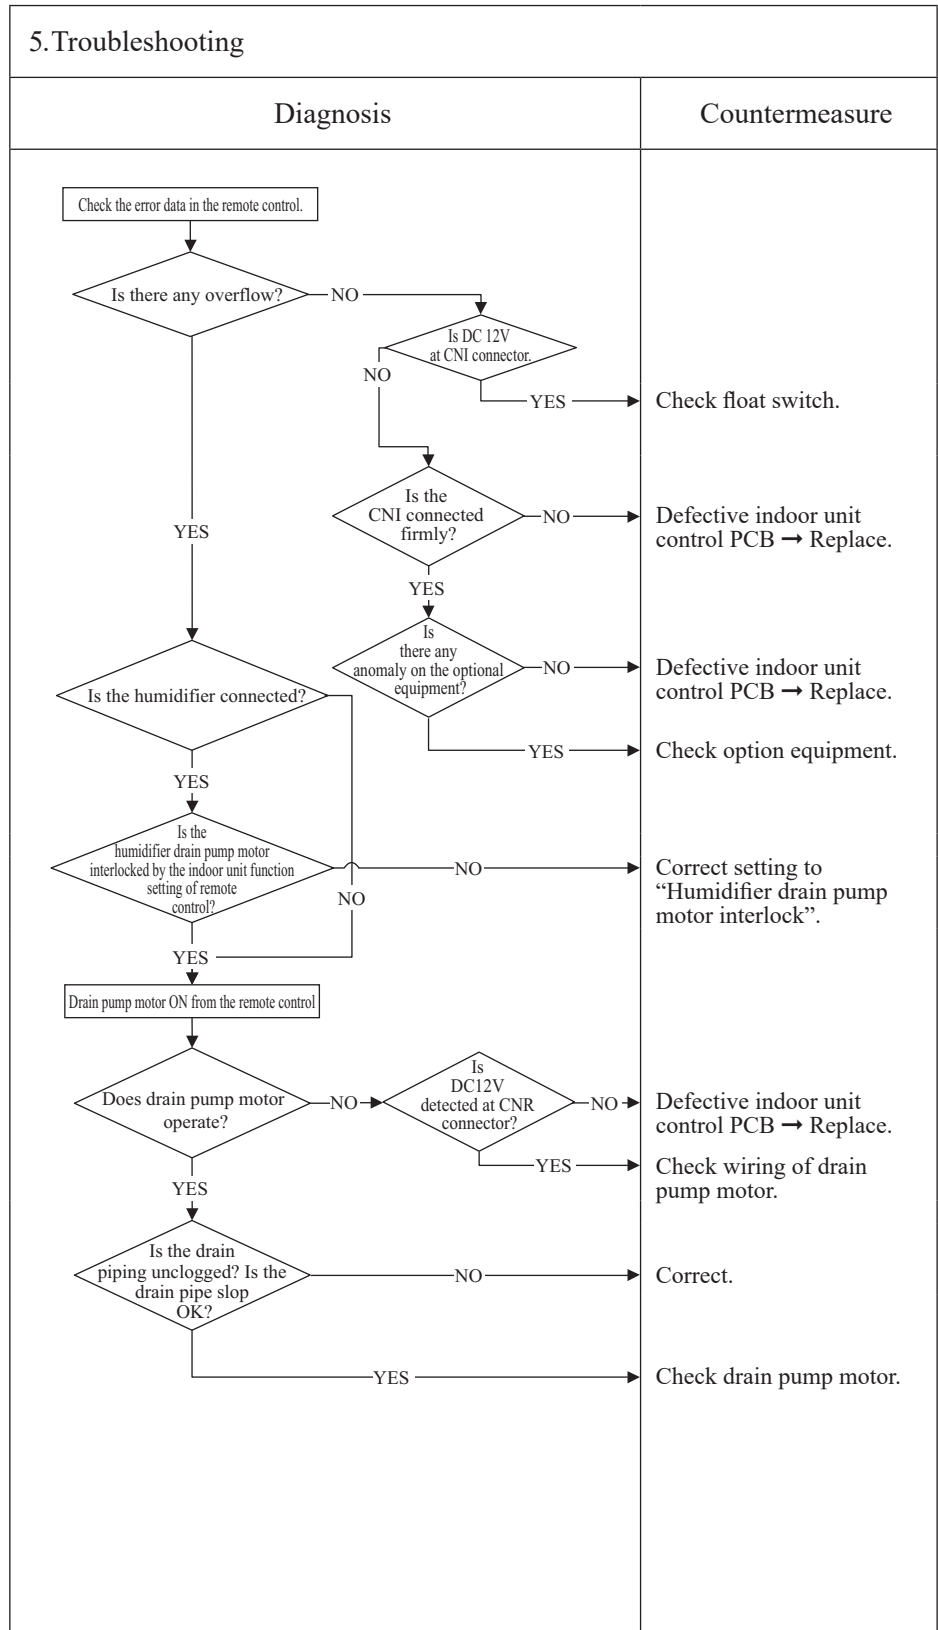 5.Troubleshooting
Diagnosis
Countermeasure
Check the error data in the remote control.
Is there any overflow?
NO
Is DC 12V
at CNI connector.
NO
YES
Check float switch.
Is the
CNI connected
firmly?
NO
Defective indoor unit
control PCB ➞ Replace.
YES
YES
Is
there any
anomaly on the optional
equipment?
NO
Defective indoor unit
control PCB ➞ Replace.
Is the humidifier connected?
YES
Check option equipment.
YES
Is the
humidifier drain pump motor
interlocked by the indoor unit function
setting of remote
control?
NO
Correct setting to
“Humidifier drain pump
motor interlock”.
NO
YES
Drain pump motor ON from the remote control
Does drain pump motor
operate?
NO
Is
DC12V
detected at CNR
connector?
NO
Defective indoor unit
control PCB ➞ Replace.
YES
Check wiring of drain
pump motor.
YES
Is the drain
piping unclogged? Is the
drain pipe slop
OK?
NO
Correct.
YES
Check drain pump motor.